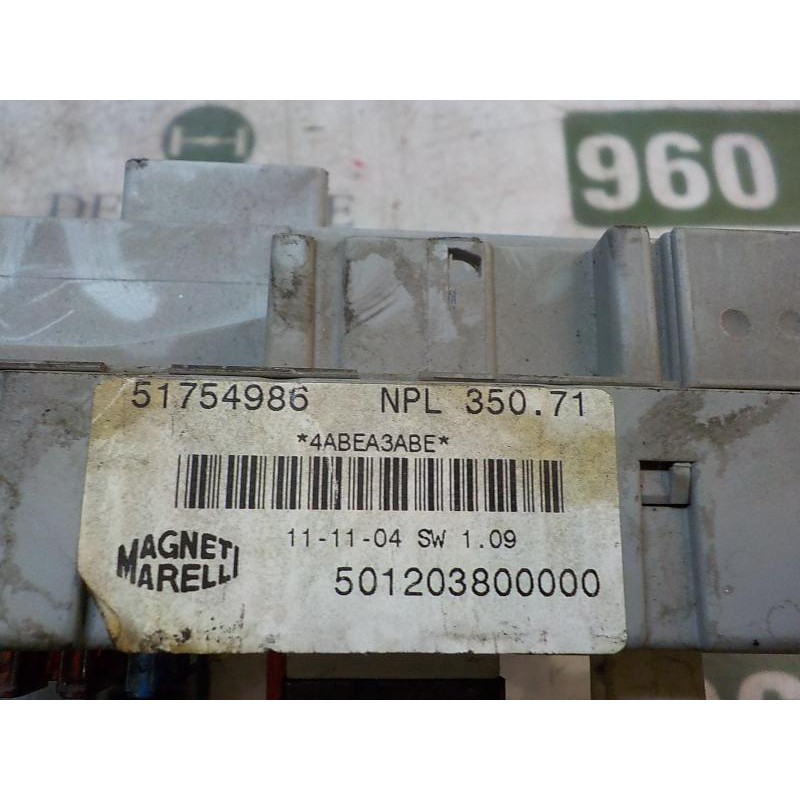 960
51754986 NPL 350.71
*4ABEA3ABE*
11-11-04 SW 1.09
MAGNETI
MARELLI
501203800000